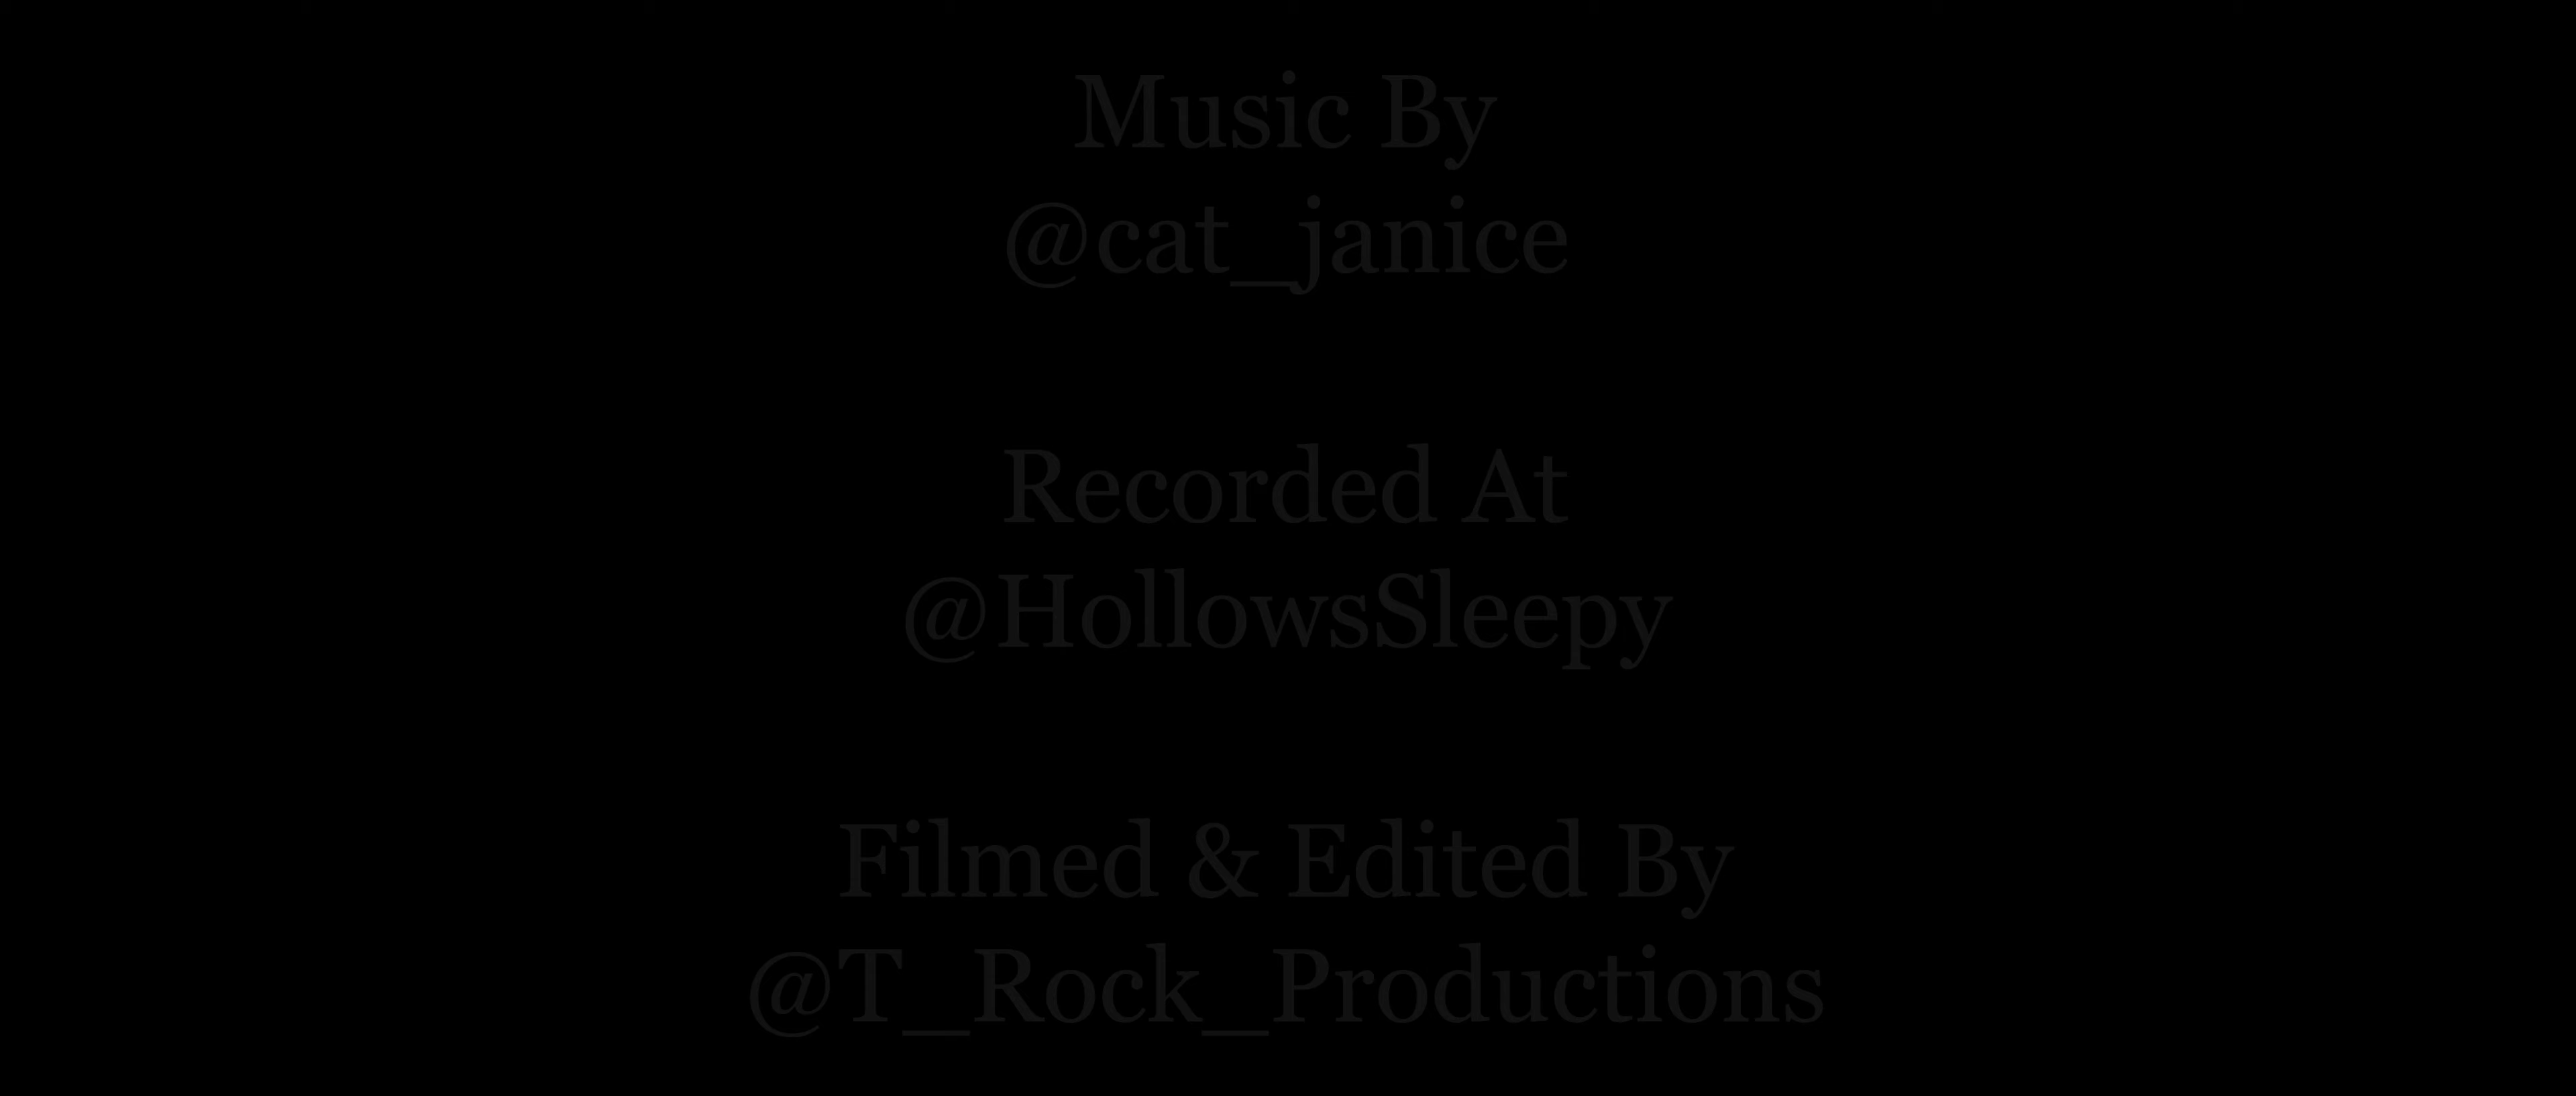 Music By
@cat_janice
Recorded At
@HollowsSleepy
Filmed & Edited By
@T_Rock_Productions